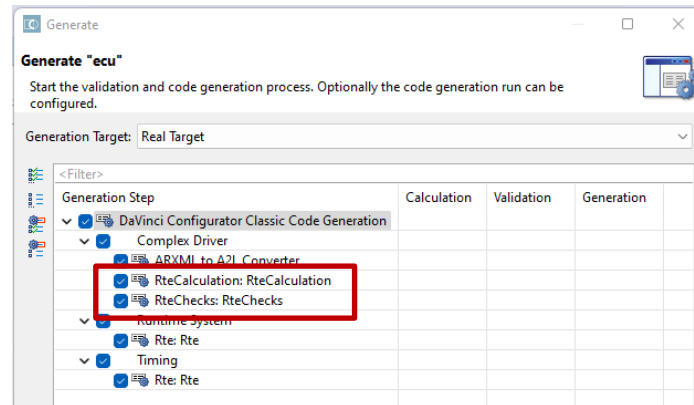 Generate
Generate "ecu"
Start the validation and code generation process. Optionally the code generation run can be
configured.
Generation Target: Real Target
<Filter>
Generation Step Calculation Validation Generation
DaVinci Configurator Classic Code Generation
Complex Driver
ARXML to A2L Converter
RteCalculation: RteCalculation
RteChecks: RteChecks
Runtime System
Rte: Rte
Timing
Rte: Rte